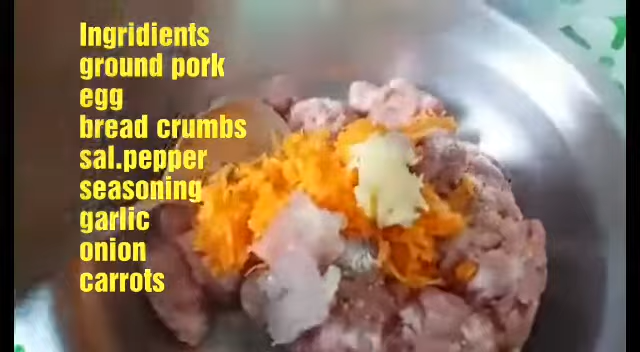 Ingridients
ground pork
egg
bread crumbs
sal.pepper
seasoning
garlic
onion
carrots